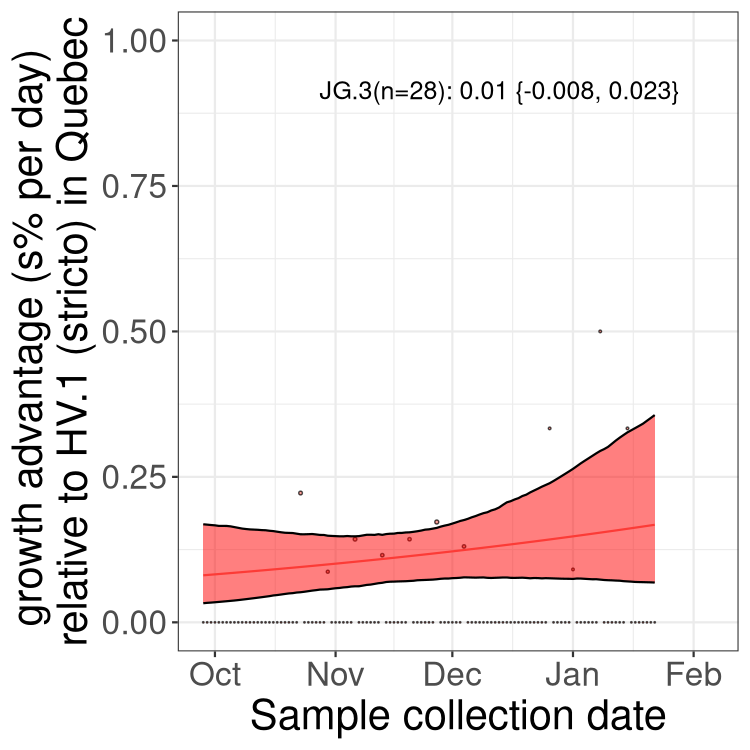 growth advantage (s% per day)
relative to HV.1 (stricto) in Quebec
1.00
0.75
0.50
0.25
0.00
JG.3(n=28): 0.01 {-0.008, 0.023}
Oct Nov Dec Jan Feb
Sample collection date